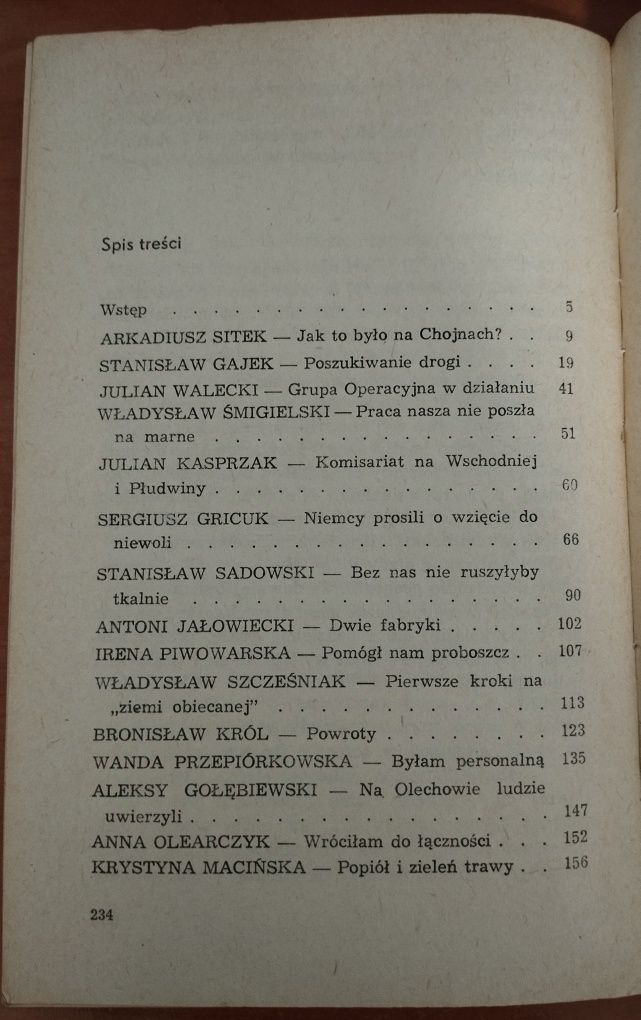 Spis treści
Wstęp . . . . . . . . . . . . . . . . . . 5
ARKADIUSZ SITEK — Jak to było na Chojnach? . . 9
STANISŁAW GAJEK — Poszukiwanie drogi . . . . 19
JULIAN WALECKI — Grupa Operacyjna w działaniu 41
WŁADYSŁAW ŚMIGIELSKI — Praca nasza nie poszła
na marne . . . . . . . . . . . . . . . . 51
JULIAN KASPRZAK — Komisariat na Wschodniej
i Płudwiny . . . . . . . . . . . . . . . . 60
SERGIUSZ GRICUK — Niemcy prosili o wzięcie do
niewoli . . . . . . . . . . . . . . . . . 66
STANISŁAW SADOWSKI — Bez nas nie ruszyłyby
tkalnie . . . . . . . . . . . . . . . . . 90
ANTONI JAŁOWIECKI — Dwie fabryki . . . . . 102
IRENA PIWOWARSKA — Pomógł nam proboszcz . . 107
WŁADYSŁAW SZCZEŚNIAK — Pierwsze kroki na
„ziemi obiecanej" . . . . . . . . . . . . . 113
BRONISŁAW KRÓL — Powroty . . . . . . . . 123
WANDA PRZEPIÓRKOWSKA — Byłam personalną 135
ALEKSY GOŁĘBIEWSKI — Na Olechowie ludzie
uwierzyli . . . . . . . . . . . . . . . . . 147
ANNA OLEARCZYK — Wróciłam do łączności . . . 152
KRYSTYNA MACIŃSKA — Popiół i zieleń trawy . . 156
234